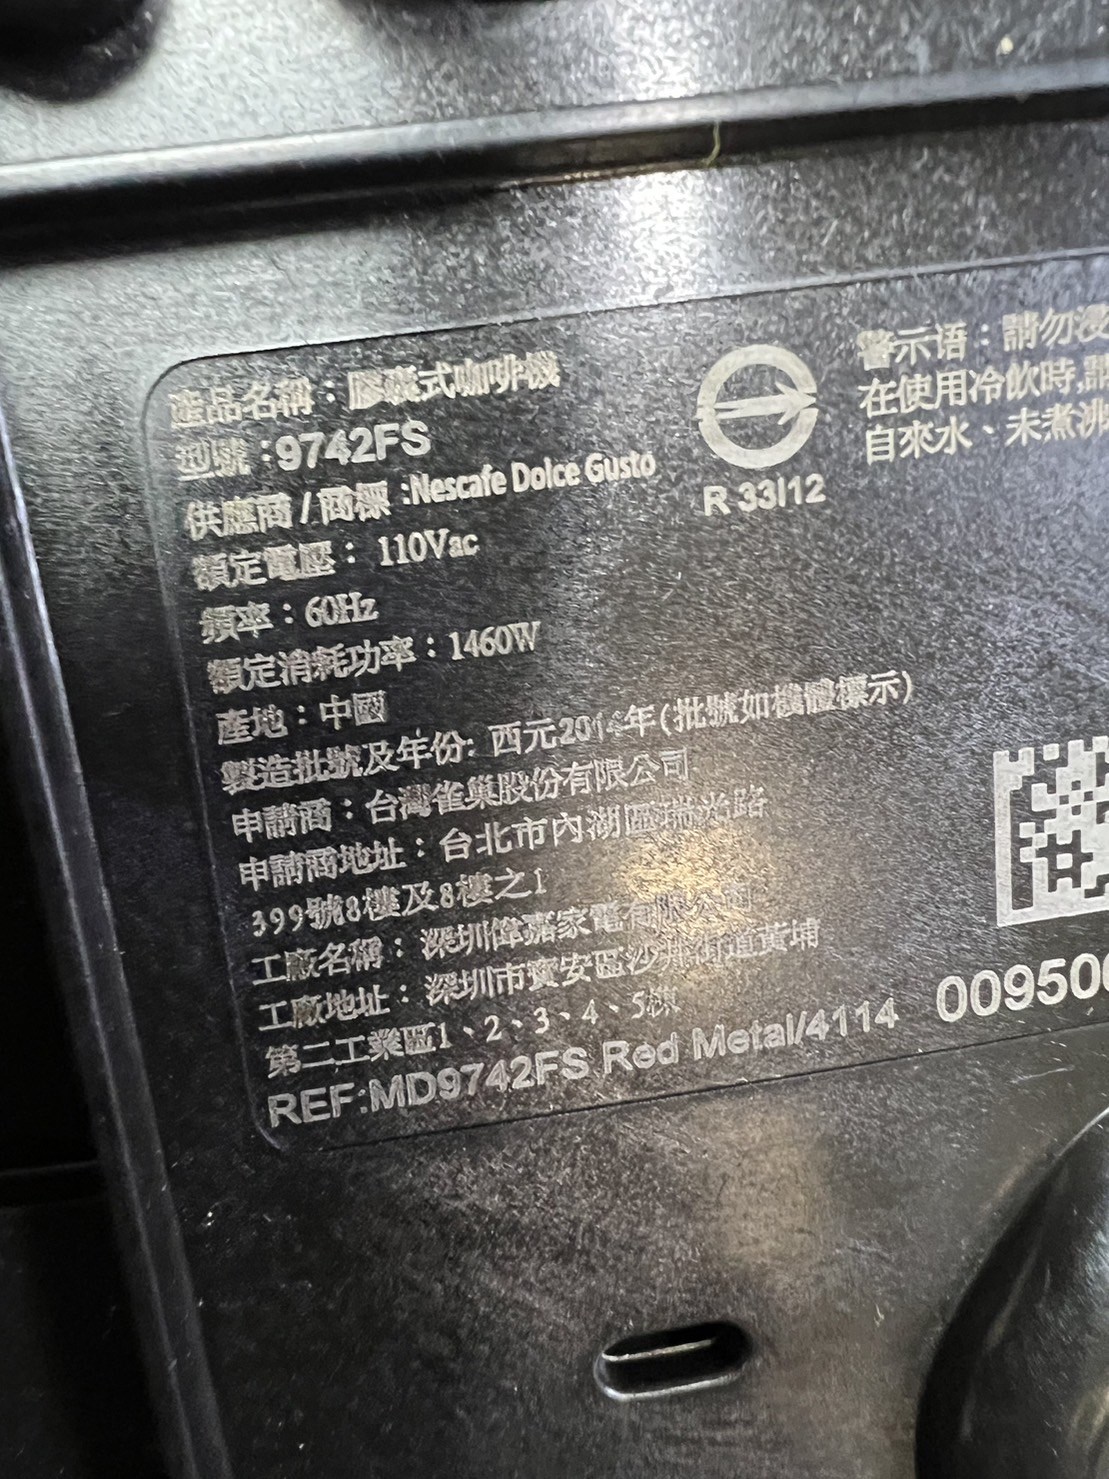 產品名稱：膠囊式咖啡機
型號：9742FS
供應商/商標：Nescafe Dolce Gusto
額定電壓： 110Vac
頻率：60Hz
額定消耗功率：1460W
產地：中國
製造批號及年份: 西元2014年(批號如機體標示)
申請商：台灣雀巢股份有限公司
申請商地址：台北市內湖區瑞光路
399號8樓及8樓之1
工廠名稱：深圳偉嘉家電有限公司
工廠地址：深圳市寶安區沙井街道黃埔
第二工業區1、2、3、4、5棟
REF:MD9742FS Red Metal/4114
R 33I12
警示语：請勿浸
在使用冷飲時,請
自來水、未煮沸
00950